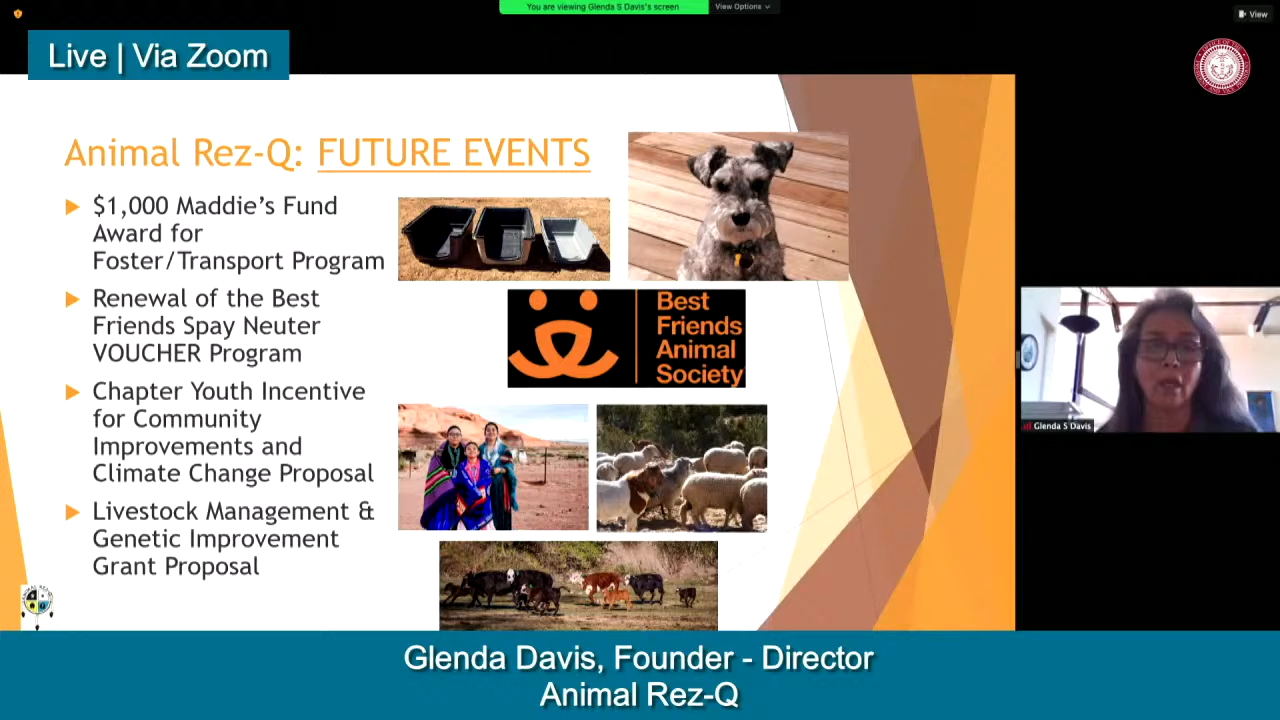 You are viewing Glenda S Davis's screen
View Options
View
Live | Via Zoom
Animal Rez-Q: FUTURE EVENTS
$1,000 Maddie's Fund
Award for
Foster/Transport Program
Renewal of the Best
Friends Spay Neuter
VOUCHER Program
Chapter Youth Incentive
for Community
Improvements and
Climate Change Proposal
Livestock Management &
Genetic Improvement
Grant Proposal
Best
Friends
Animal
Society
Glenda S Davis
Glenda Davis, Founder - Director
Animal Rez-Q